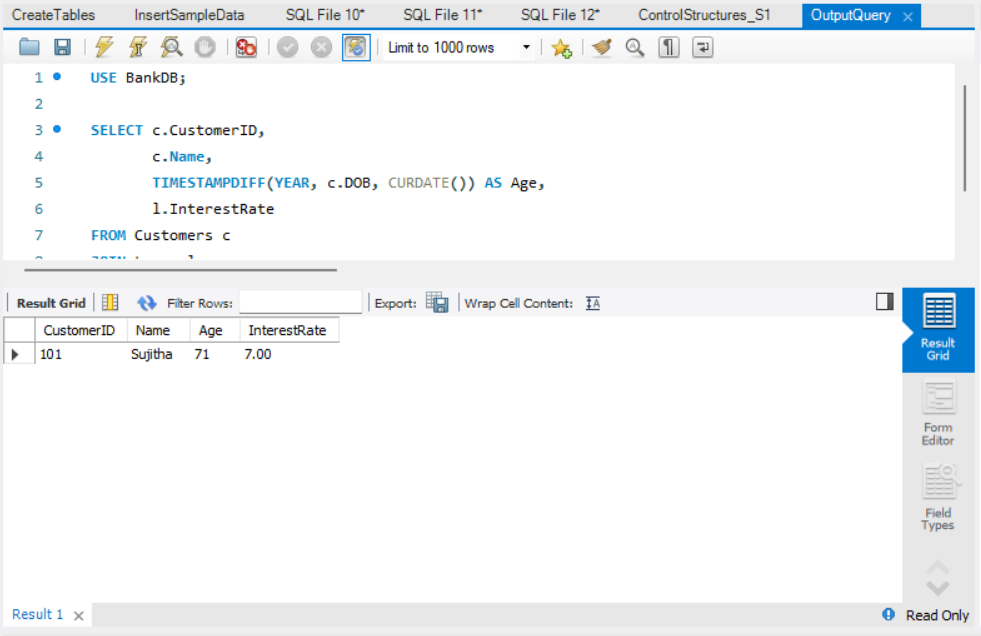 CreateTables InsertSampleData SQL File 10* SQL File 11* SQL File 12* ControlStructures_S1 OutputQuery
Limit to 1000 rows
1 USE BankDB;
2
3 SELECT c.CustomerID,
4 c.Name,
5 TIMESTAMPDIFF(YEAR, c.DOB, CURDATE()) AS Age,
6 l.InterestRate
7 FROM Customers c
Result Grid Filter Rows: Export: Wrap Cell Content:
CustomerID Name Age InterestRate
101 Sujitha 71 7.00
Result
Grid
Form
Editor
Field
Types
Result 1 Read Only